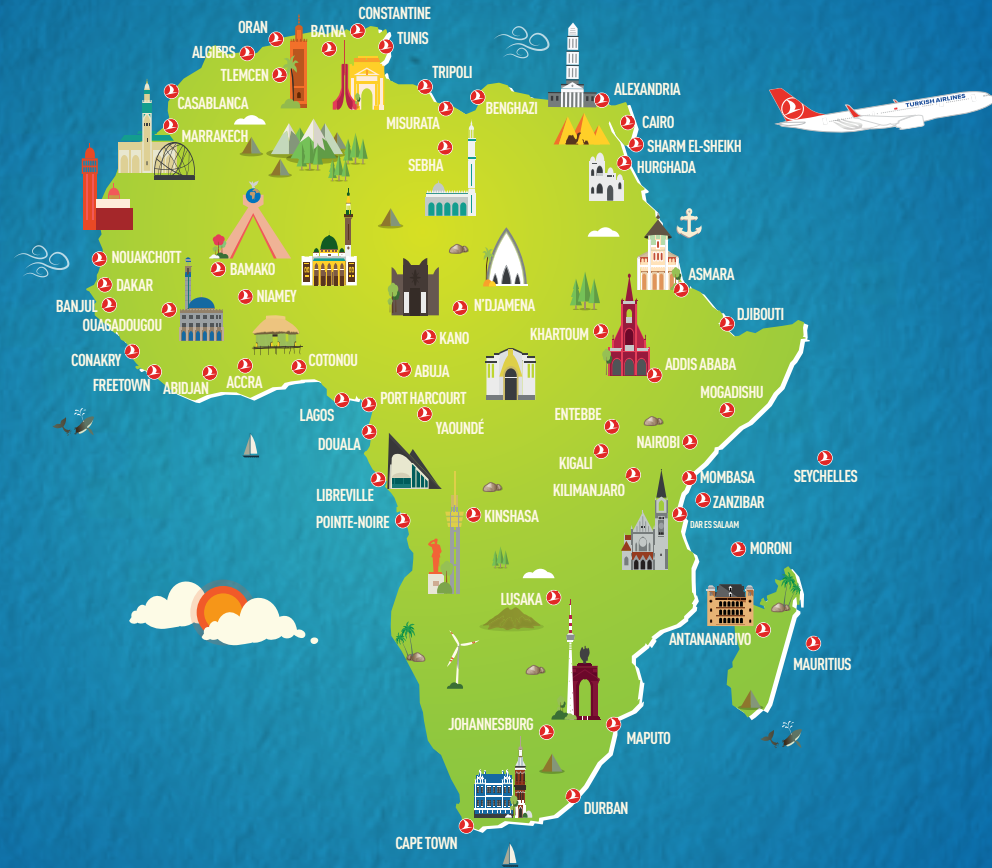 CONSTANTINE
ORAN
BATNA
TUNIS
ALGIERS
TLEMCEN
TRIPOLI
ALEXANDRIA
CASABLANCA
BENGHAZI
TURKISH AIRLINES
MISURATA
CAIRO
MARRAKECH
SHARM EL-SHEIKH
SEBHA
HURGHADA
NOUAKCHOTT
BAMAKO
ASMARA
DAKAR
NIAMEY
BANJUL
N'DJAMENA
DJIBOUTI
OUAGADOUGOU
KHARTOUM
KANO
CONAKRY
COTONOU
ADDIS ABABA
ABUJA
FREETOWN
ABIDJAN
ACCRA
MOGADISHU
PORT HARCOURT
LAGOS
ENTEBBE
YAOUNDÉ
DOUALA
NAIROBI
KIGALI
SEYCHELLES
MOMBASA
KILIMANJARO
LIBREVILLE
ZANZIBAR
KINSHASA
POINTE-NOIRE
DAR ES SALAAM
MORONI
LUSAKA
ANTANANARIVO
MAURITIUS
JOHANNESBURG
MAPUTO
DURBAN
CAPE TOWN